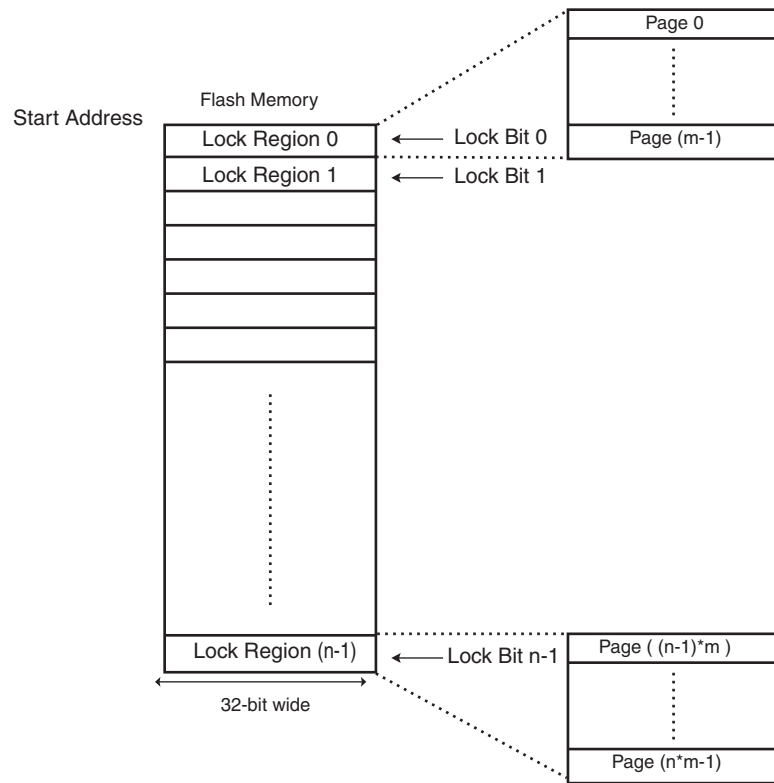 Page 0
Flash Memory
Start Address
Lock Region 0
Lock Bit 0
Page (m-1)
Lock Region 1
Lock Bit 1
Lock Region (n-1)
Lock Bit n-1
Page ( (n-1)*m )
32-bit wide
Page (n*m-1)